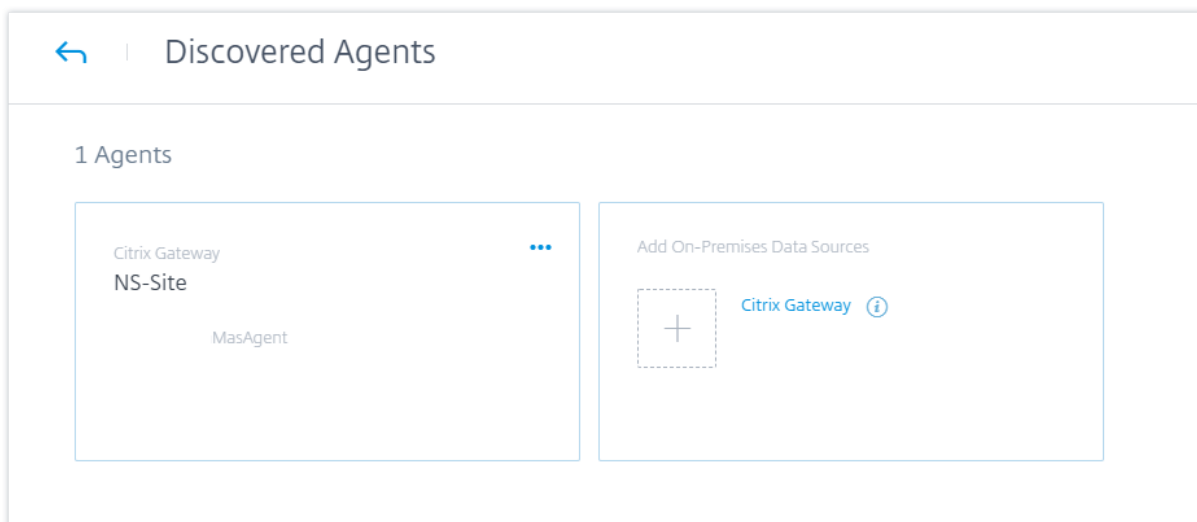 Discovered Agents
1 Agents
Citrix Gateway
NS-Site
MasAgent
Add On-Premises Data Sources
Citrix Gateway